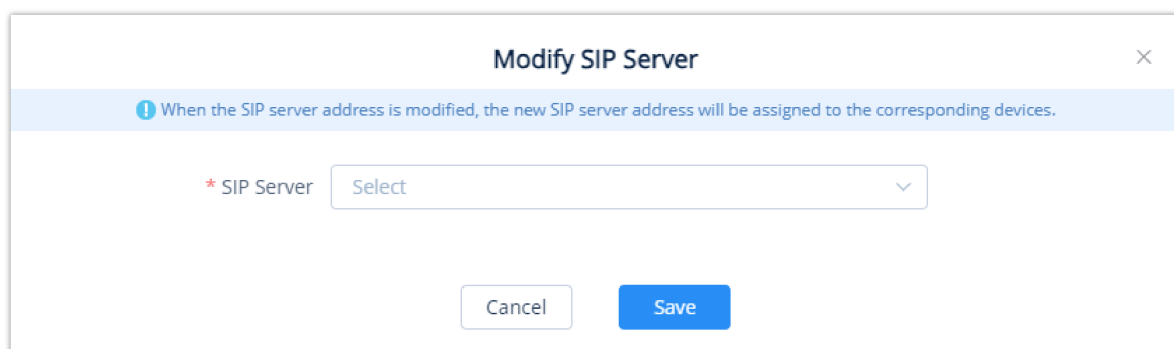 Modify SIP Server
When the SIP server address is modified, the new SIP server address will be assigned to the corresponding devices.
* SIP Server Select
Cancel Save